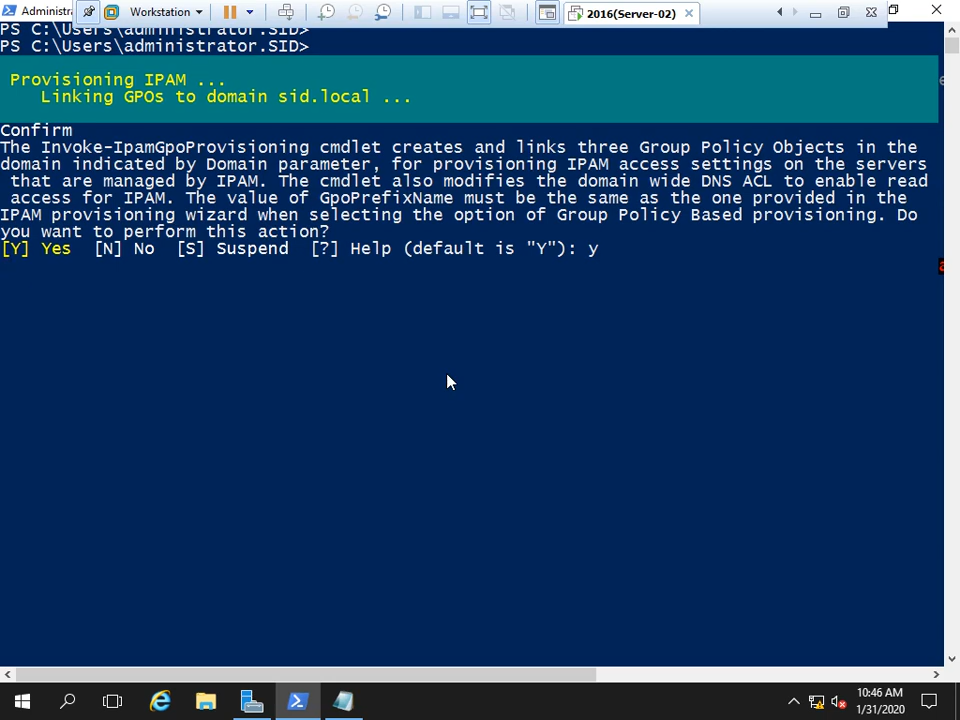 Administra Workstation 2016(Server-02)
PS C:\Users\administrator.SID>
PS C:\Users\administrator.SID>
Provisioning IPAM ...
Linking GPOs to domain sid.local ...
Confirm
The Invoke-IpamGpoProvisioning cmdlet creates and links three Group Policy Objects in the
domain indicated by Domain parameter, for provisioning IPAM access settings on the servers
that are managed by IPAM. The cmdlet also modifies the domain wide DNS ACL to enable read
access for IPAM. The value of GpoPrefixName must be the same as the one provided in the
IPAM provisioning wizard when selecting the option of Group Policy Based provisioning. Do
you want to perform this action?
[Y] Yes [N] No [S] Suspend [?] Help (default is "Y"): y
10:46 AM
1/31/2020